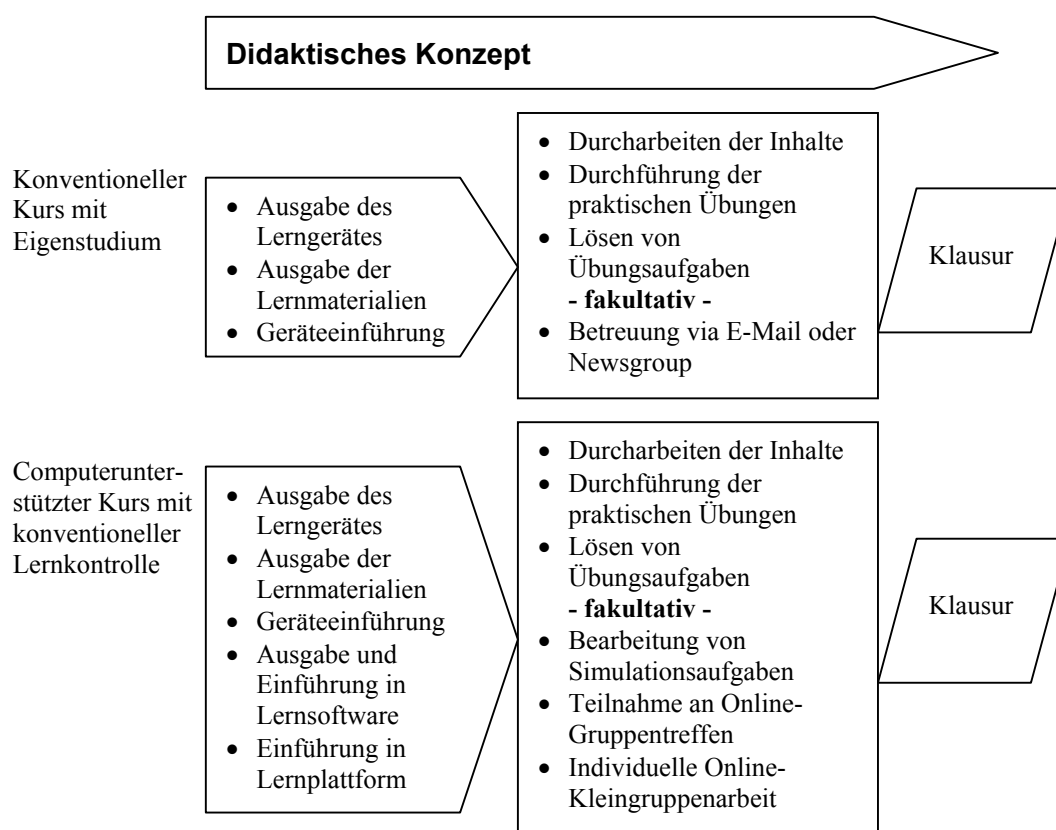 Didaktisches Konzept
Konventioneller
Kurs mit
Eigenstudium
• Ausgabe des
Lerngerätes
• Ausgabe der
Lernmaterialien
• Geräteeinführung
• Durcharbeiten der Inhalte
• Durchführung der
praktischen Übungen
• Lösen von
Übungsaufgaben
- fakultativ -
• Betreuung via E-Mail oder
Newsgroup
Klausur
Computerunter-
stützter Kurs mit
konventioneller
Lernkontrolle
• Ausgabe des
Lerngerätes
• Ausgabe der
Lernmaterialien
• Geräteeinführung
• Ausgabe und
Einführung in
Lernsoftware
• Einführung in
Lernplattform
• Durcharbeiten der Inhalte
• Durchführung der
praktischen Übungen
• Lösen von
Übungsaufgaben
- fakultativ -
• Bearbeitung von
Simulationsaufgaben
• Teilnahme an Online-
Gruppentreffen
• Individuelle Online-
Kleingruppenarbeit
Klausur